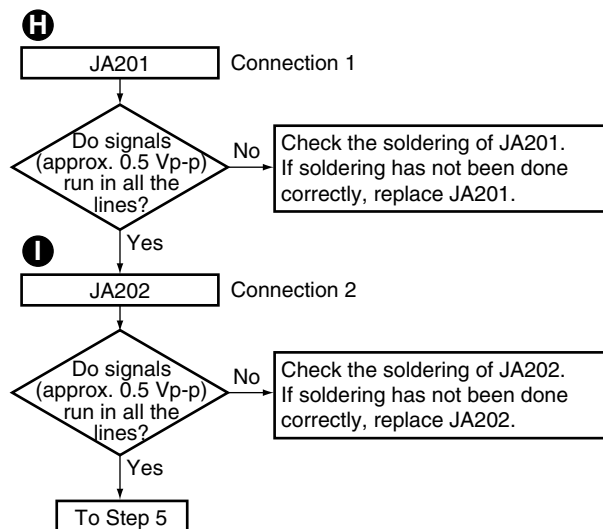 H
JA201
Connection 1
Do signals
(approx. 0.5 Vp-p)
run in all the
lines?
No
Check the soldering of JA201.
If soldering has not been done
correctly, replace JA201.
Yes
I
JA202
Connection 2
Do signals
(approx. 0.5 Vp-p)
run in all the
lines?
No
Check the soldering of JA202.
If soldering has not been done
correctly, replace JA202.
Yes
To Step 5